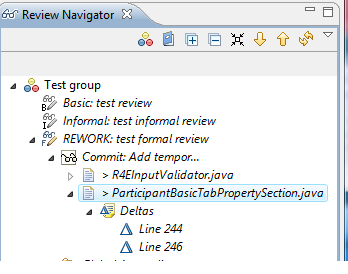 Review Navigator
Test group
Basic: test review
Informal: test informal review
REWORK: test formal review
Commit: Add tempor...
> R4EInputValidator.java
> ParticipantBasicTabPropertySection.java
Deltas
Line 244
Line 246